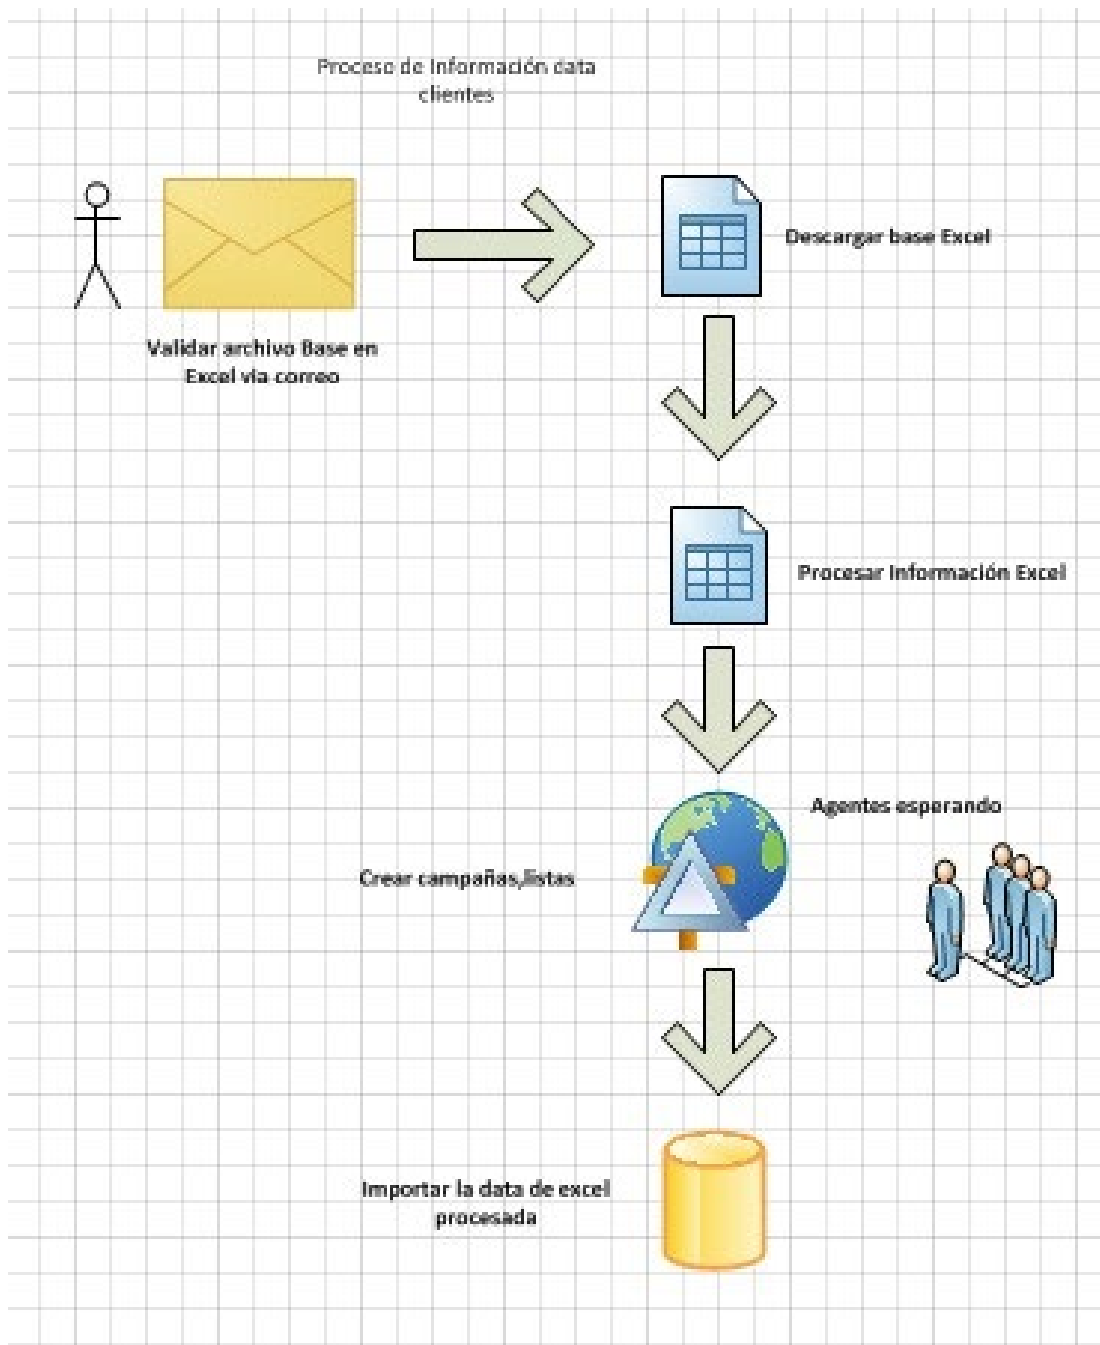 Proceso de Información data
clientes
Descargar base Excel
Validar archivo Base en
Excel via correo
Procesar Información Excel
Agentes esperando
Crear campañas,listas
Importar la data de excel
procesada